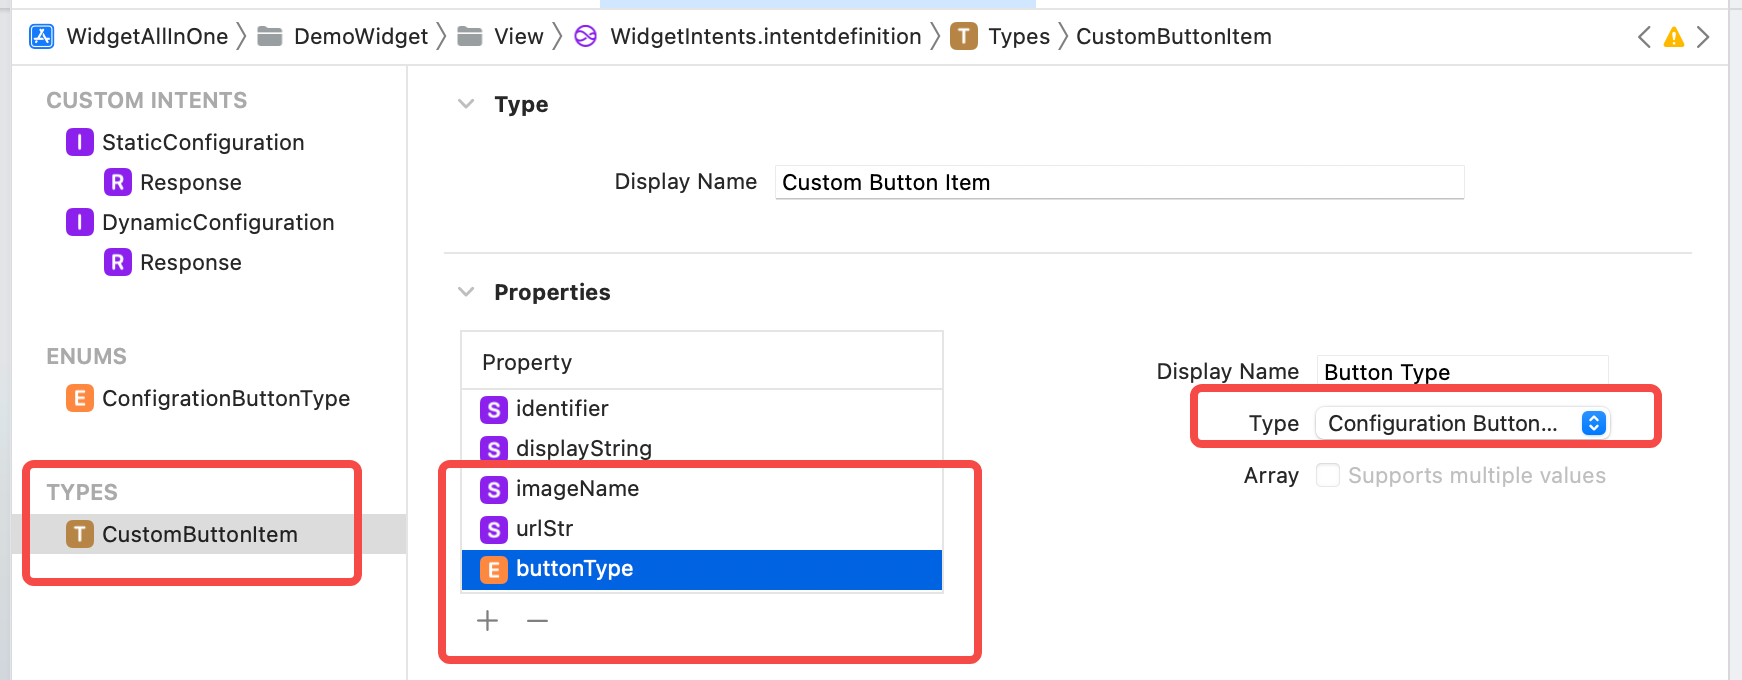 WidgetAllInOne DemoWidget View WidgetIntents.intentdefinition T Types CustomButtonItem
CUSTOM INTENTS
I StaticConfiguration
R Response
I DynamicConfiguration
R Response
ENUMS
E ConfigrationButtonType
TYPES
T CustomButtonItem
Type
Display Name Custom Button Item
Properties
Property
S identifier
S displayString
S imageName
S urlStr
E buttonType
+ −
Display Name Button Type
Type Configuration Button...
Array Supports multiple values